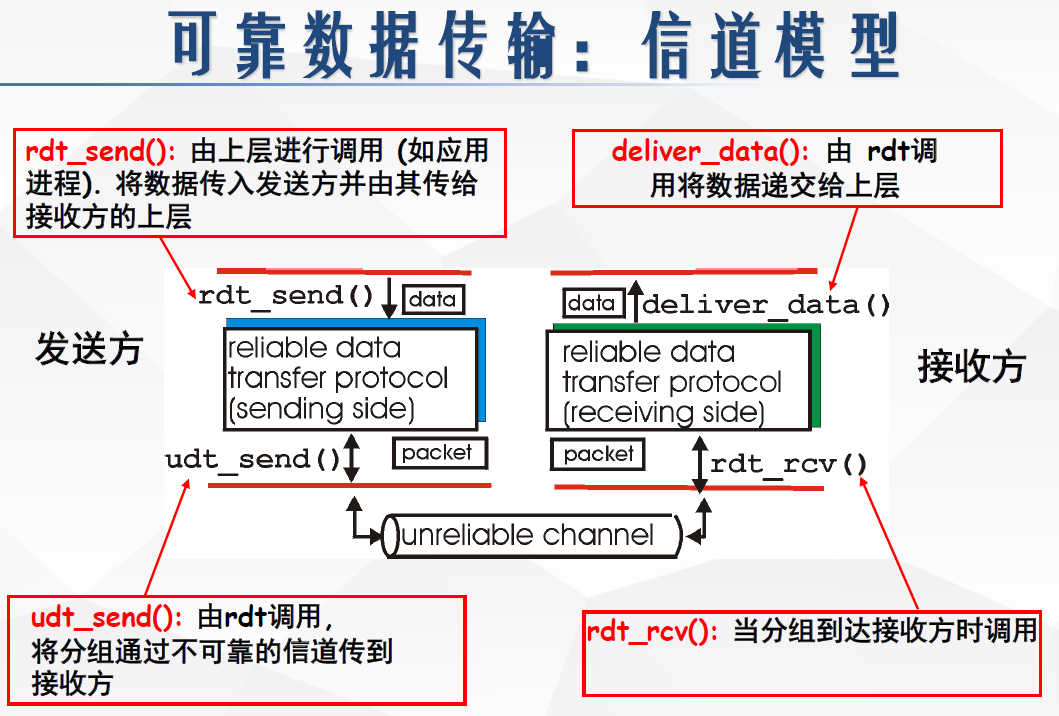 可靠数据传输：信道模型
rdt_send(): 由上层进行调用 (如应用
进程). 将数据传入发送方并由其传给
接收方的上层
deliver_data(): 由 rdt调
用将数据递交给上层
rdt_send()
data
data
deliver_data()
发送方
reliable data
transfer protocol
(sending side)
reliable data
transfer protocol
(receiving side)
接收方
udt_send()
packet
packet
rdt_rcv()
unreliable channel
udt_send(): 由rdt调用,
将分组通过不可靠的信道传到
接收方
rdt_rcv(): 当分组到达接收方时调用